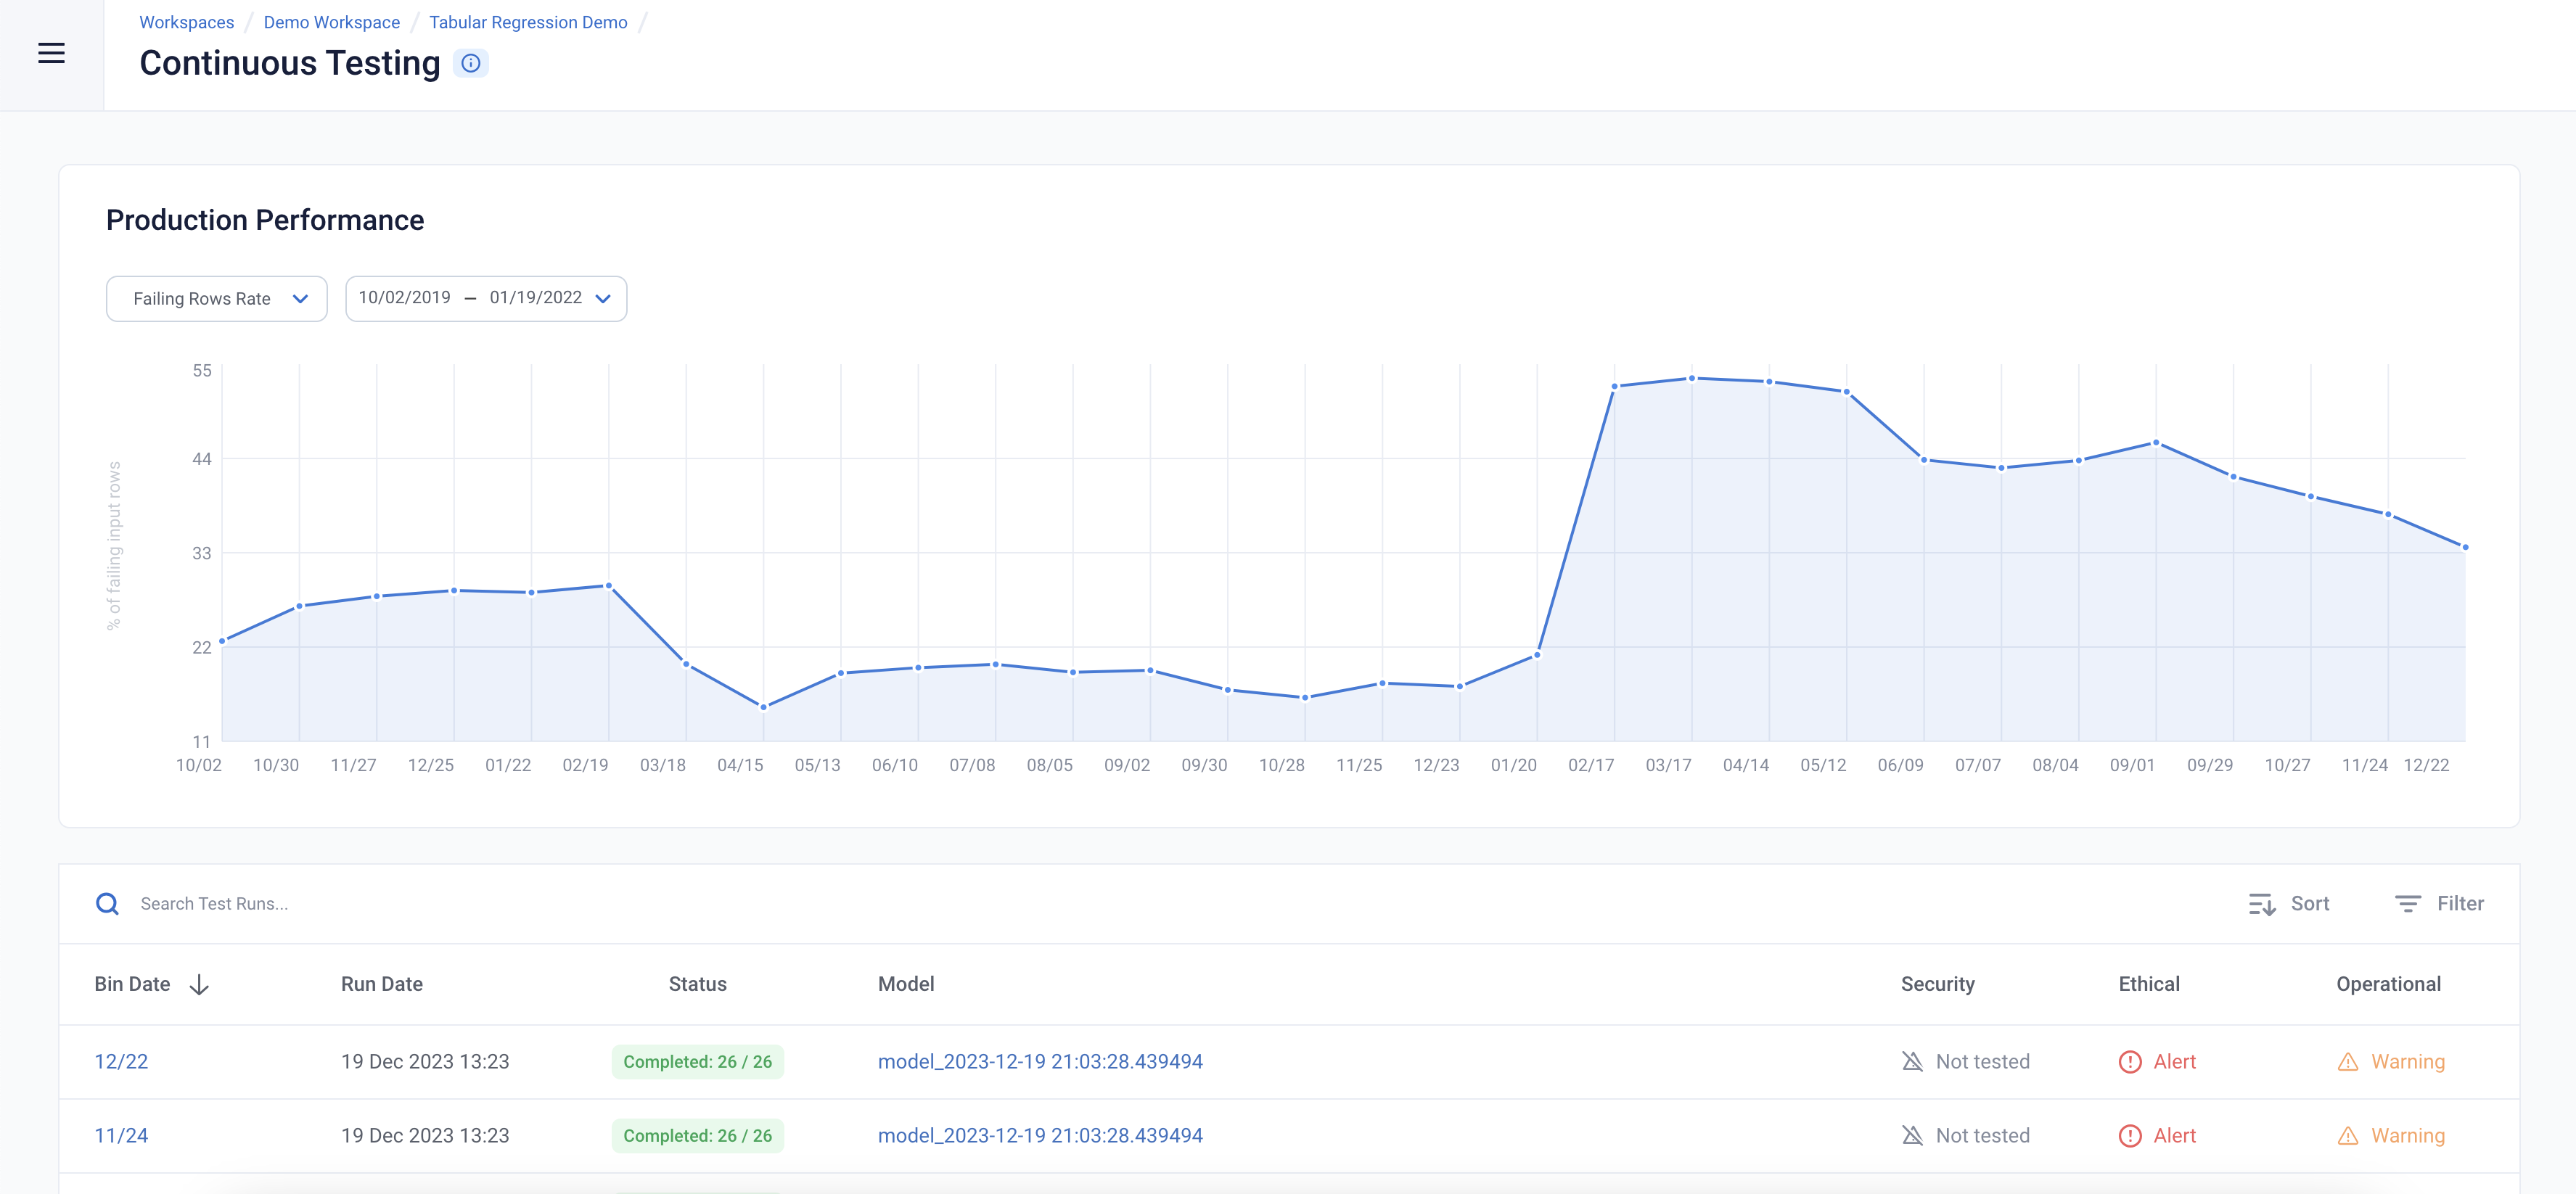 Workspaces / Demo Workspace / Tabular Regression Demo /
Continuous Testing
Production Performance
Failing Rows Rate
10/02/2019 – 01/19/2022
% of failing input rows
55
44
33
22
11
10/02 10/30 11/27 12/25 01/22 02/19 03/18 04/15 05/13 06/10 07/08 08/05 09/02 09/30 10/28 11/25 12/23 01/20 02/17 03/17 04/14 05/12 06/09 07/07 08/04 09/01 09/29 10/27 11/24 12/22
Search Test Runs... Sort Filter
Bin Date Run Date Status Model Security Ethical Operational
12/22 19 Dec 2023 13:23 Completed: 26 / 26 model_2023-12-19 21:03:28.439494 Not tested Alert Warning
11/24 19 Dec 2023 13:23 Completed: 26 / 26 model_2023-12-19 21:03:28.439494 Not tested Alert Warning